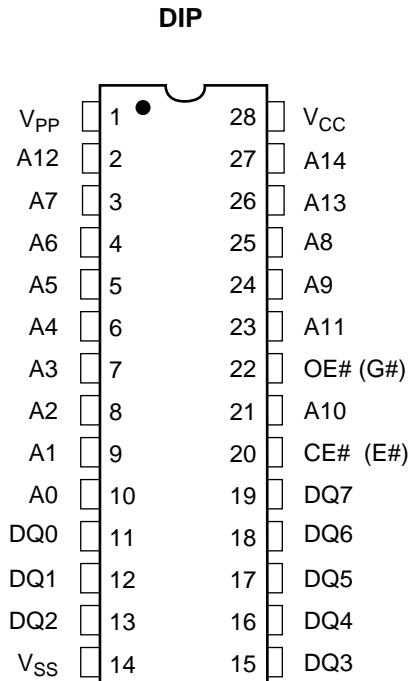 DIP
VPP 1 28 VCC
A12 2 27 A14
A7 3 26 A13
A6 4 25 A8
A5 5 24 A9
A4 6 23 A11
A3 7 22 OE# (G#)
A2 8 21 A10
A1 9 20 CE# (E#)
A0 10 19 DQ7
DQ0 11 18 DQ6
DQ1 12 17 DQ5
DQ2 13 16 DQ4
VSS 14 15 DQ3